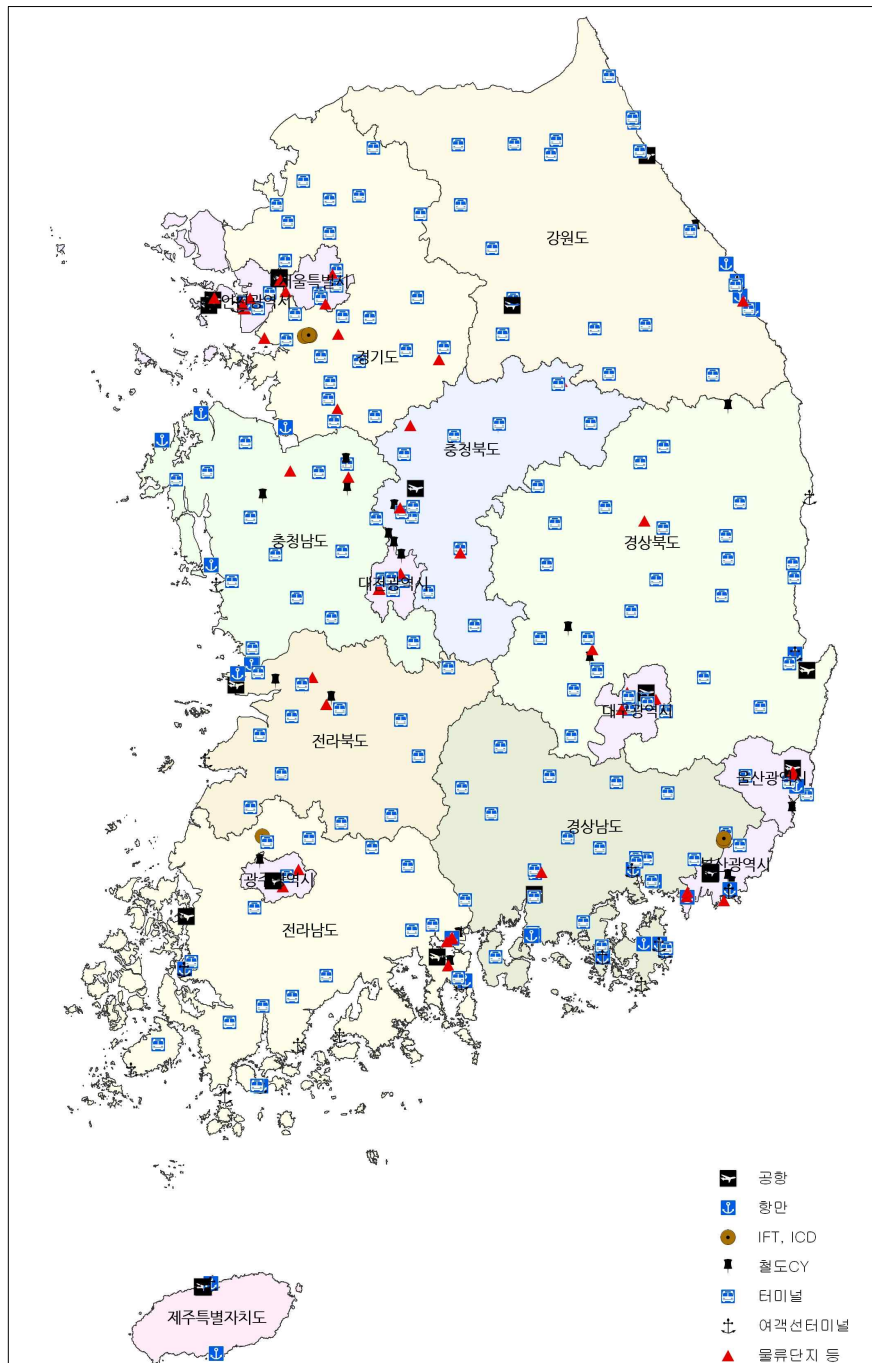 강원도
서울특별시
인천광역시
경기도
충청북도
충청남도
경상북도
대전광역시
대구광역시
전라북도
울산광역시
경상남도
부산광역시
광주광역시
전라남도
제주특별자치도
공항
항만
IFT, ICD
철도CY
터미널
여객선터미널
물류단지 등